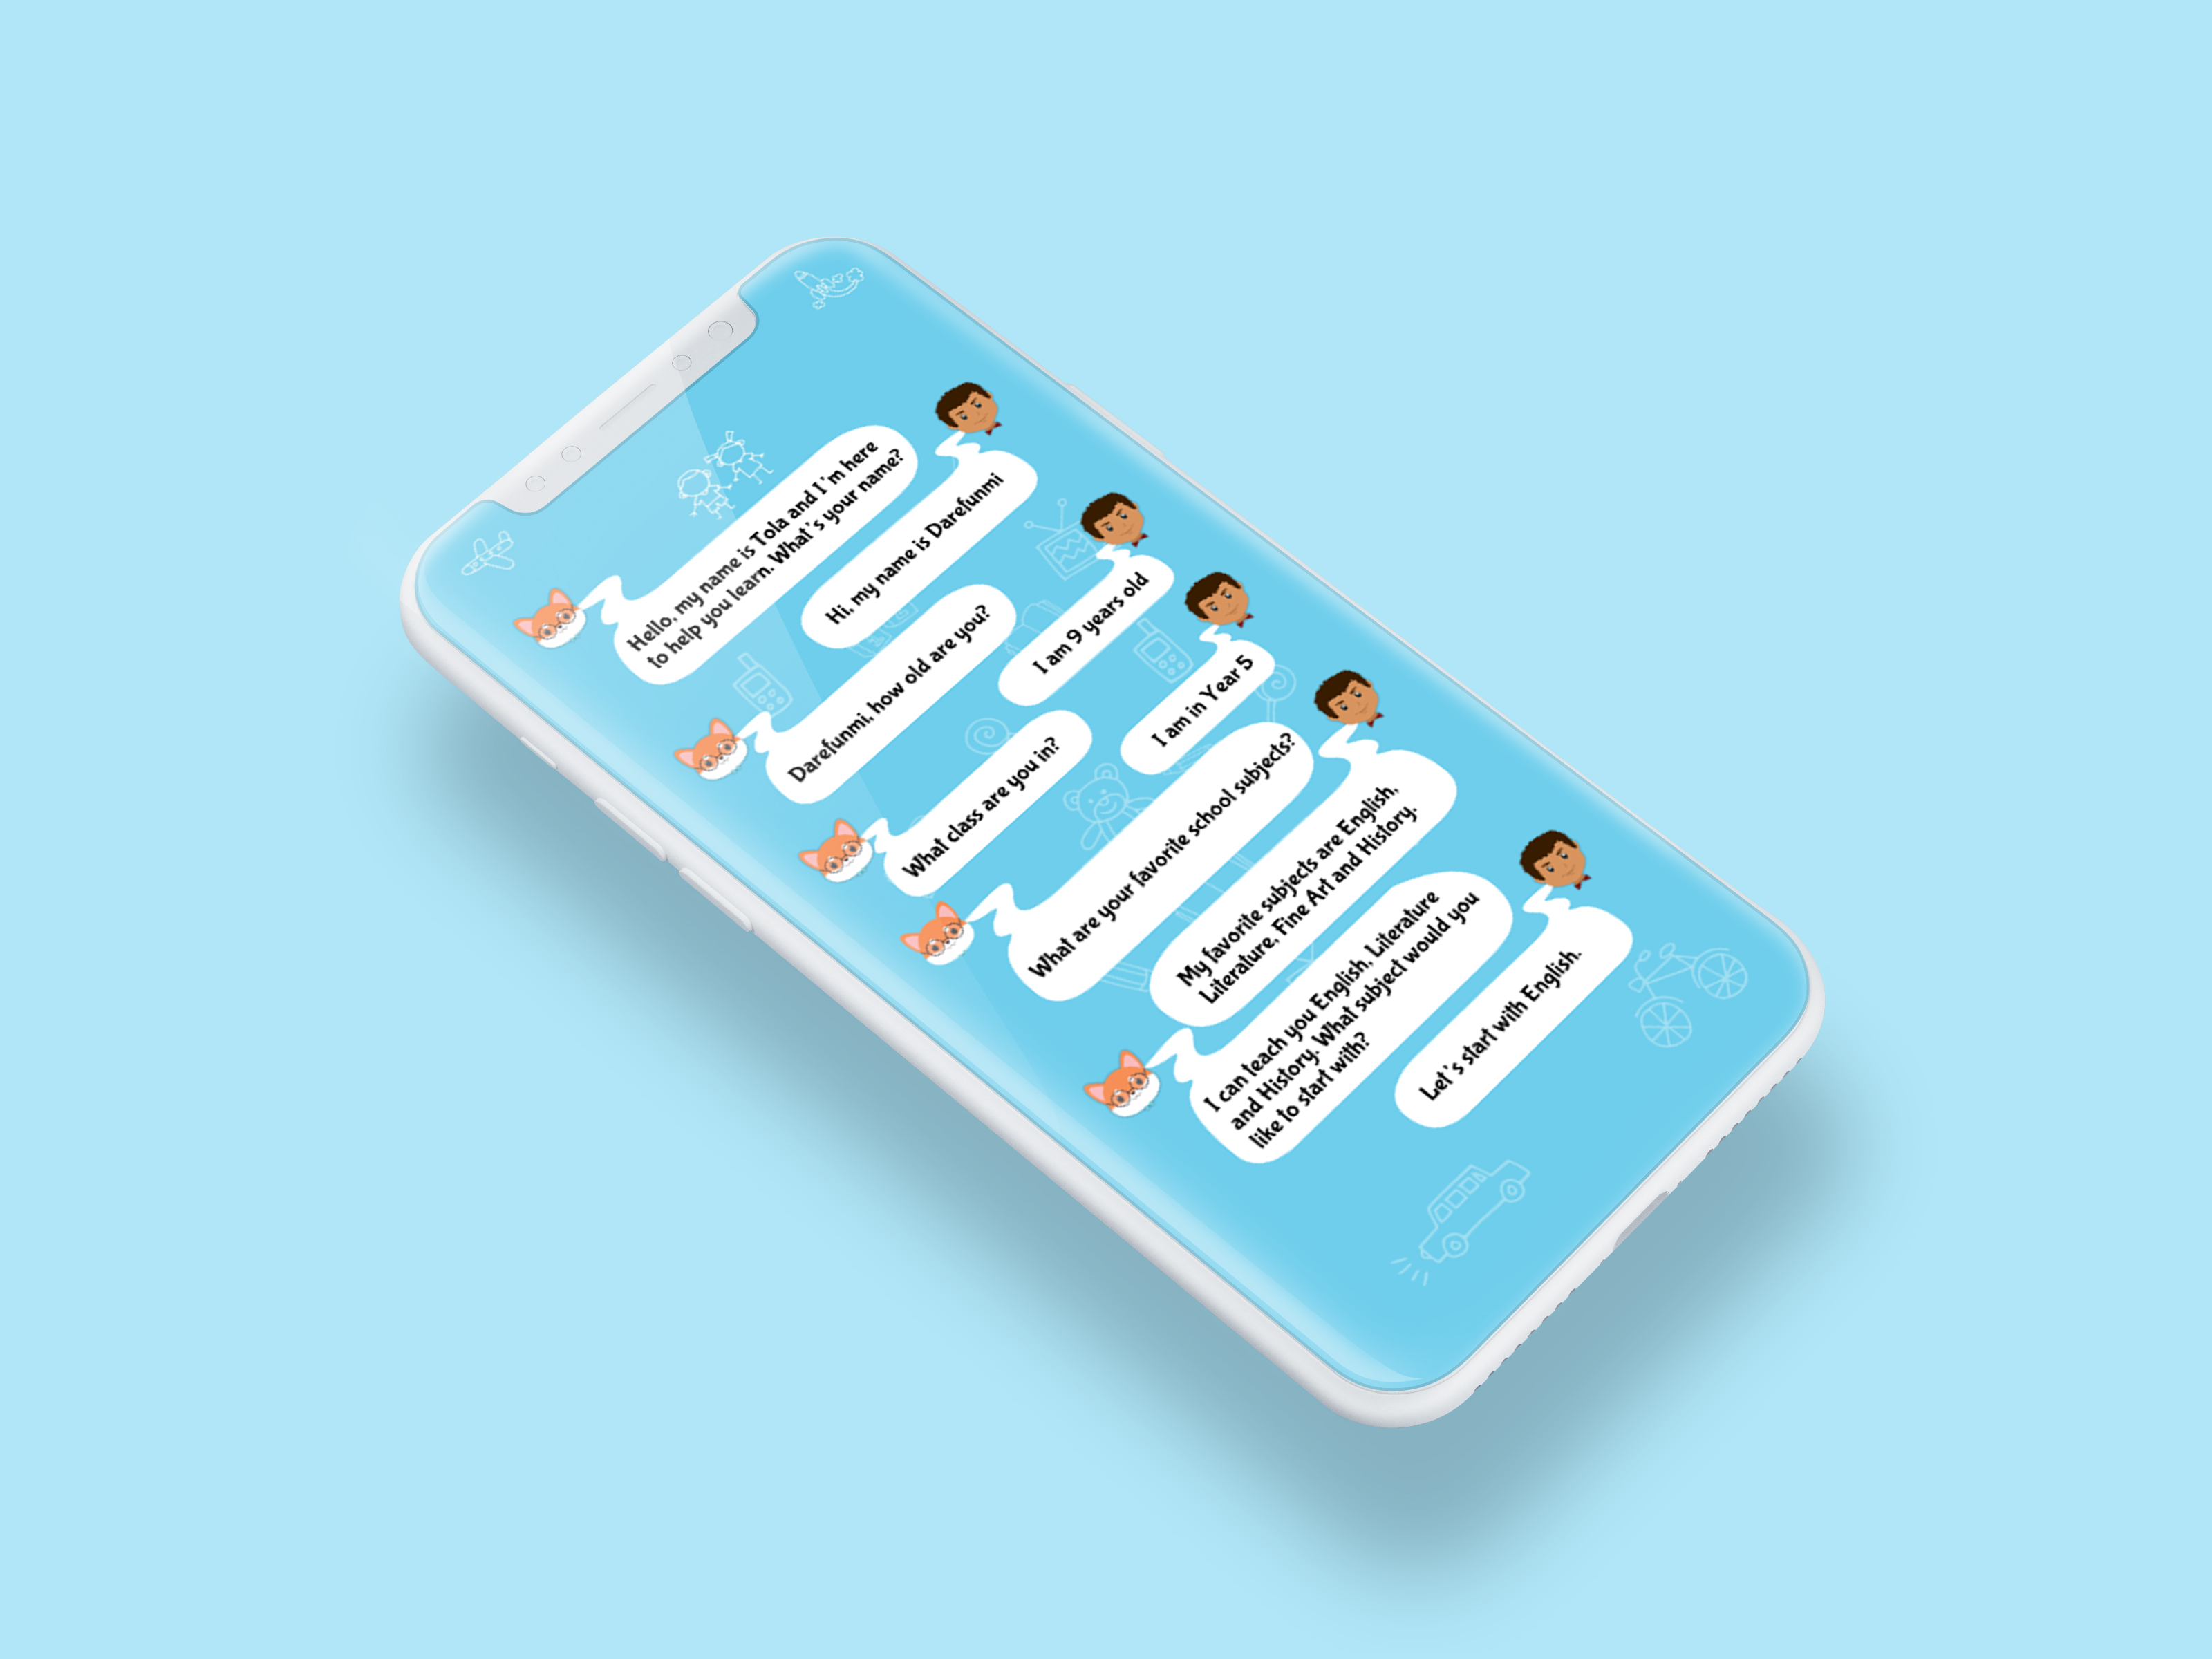 Hello, my name is Tola and I'm here
to help you learn. What's your name?
Hi, my name is Darefunmi
Darefunmi, how old are you?
I am 9 years old
What class are you in?
I am in Year 5
What are your favorite school subjects?
My favorite subjects are English,
Literature, Fine Art and History.
I can teach you English, Literature
and History. What subject would you
like to start with?
Let's start with English.